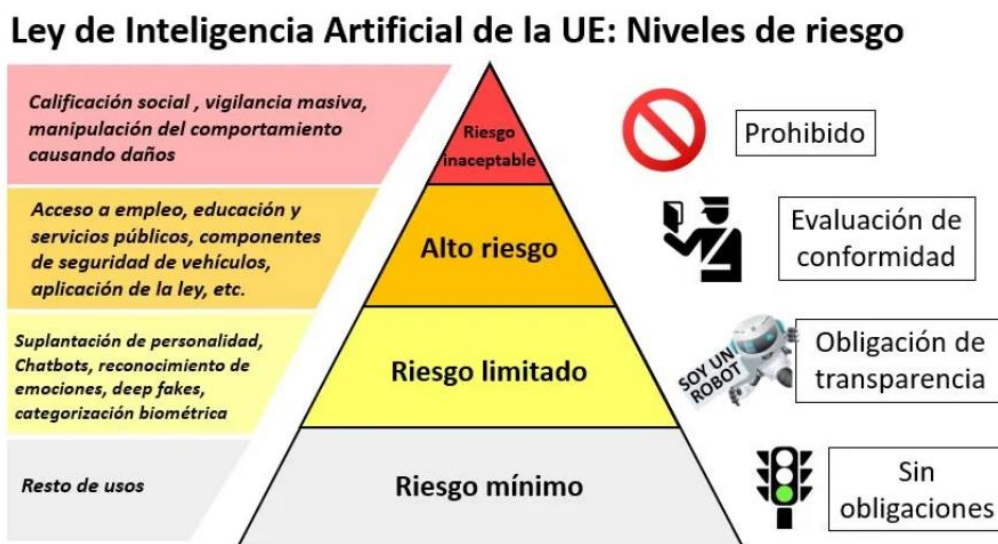 Ley de Inteligencia Artificial de la UE: Niveles de riesgo
Calificación social , vigilancia masiva,
manipulación del comportamiento
causando daños
Riesgo
inaceptable
Prohibido
Acceso a empleo, educación y
servicios públicos, componentes
de seguridad de vehículos,
aplicación de la ley, etc.
Alto riesgo
Evaluación de
conformidad
Suplantación de personalidad,
Chatbots, reconocimiento de
emociones, deep fakes,
categorización biométrica
Riesgo limitado
SOY UN
ROBOT
Obligación de
transparencia
Resto de usos
Riesgo mínimo
Sin
obligaciones